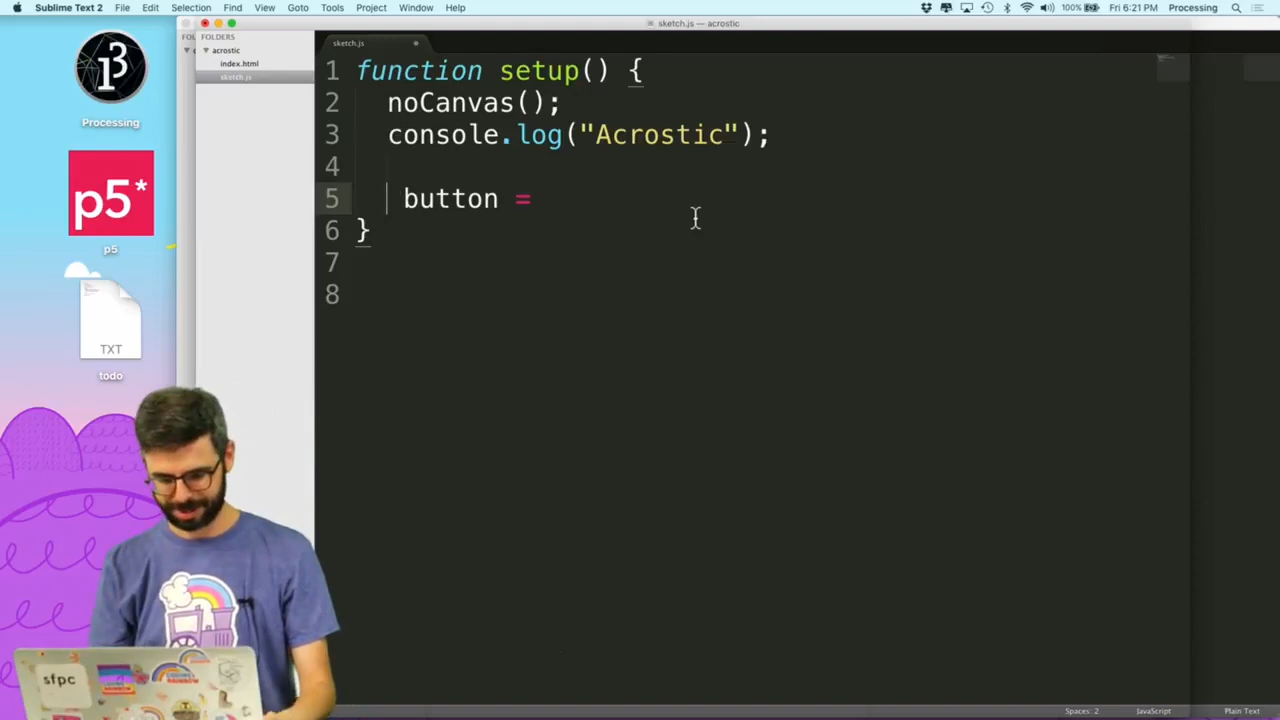 Sublime Text 2 File Edit Selection Find View Goto Tools Project Window Help
100% Fri 6:21 PM Processing
sketch.js — acrostic
FOLDERS
acrostic
index.html
sketch.js
sketch.js
1 function setup() {
2 noCanvas();
3 console.log("Acrostic");
4
5 button =
6 }
7
8
Processing
p5*
p5
TXT
todo
sfpc
Spaces: 2 JavaScript Plain Text